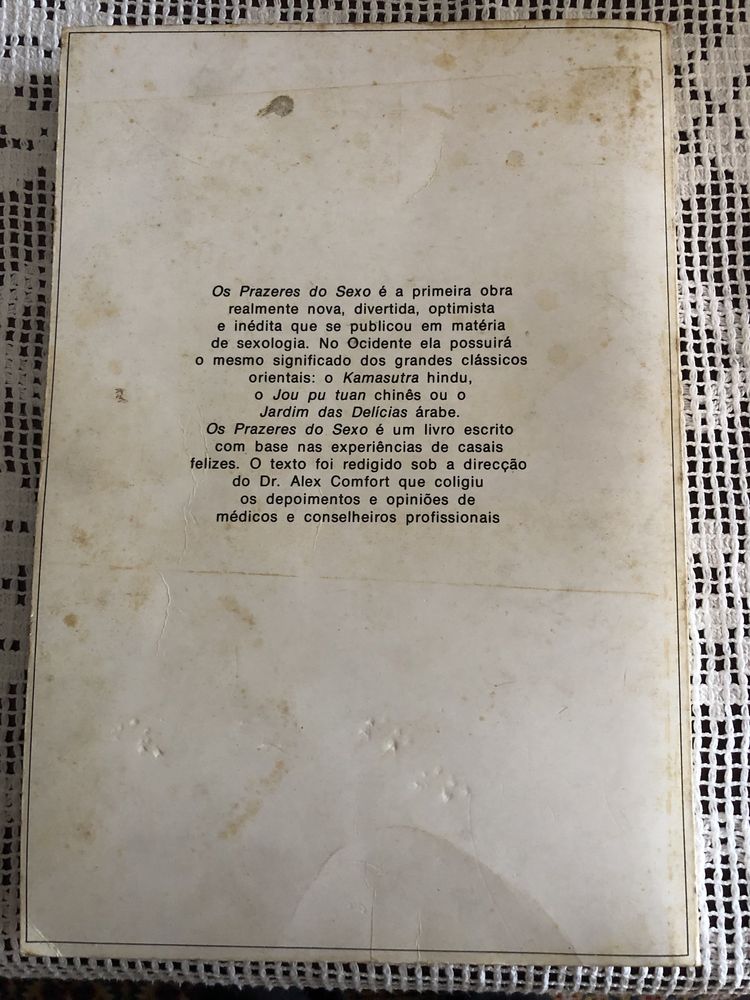 Os Prazeres do Sexo é a primeira obra
realmente nova, divertida, optimista
e inédita que se publicou em matéria
de sexologia. No Ocidente ela possuirá
o mesmo significado dos grandes clássicos
orientais: o Kamasutra hindu,
o Jou pu tuan chinês ou o
Jardim das Delícias árabe.
Os Prazeres do Sexo é um livro escrito
com base nas experiências de casais
felizes. O texto foi redigido sob a direcção
do Dr. Alex Comfort que coligiu
os depoimentos e opiniões de
médicos e conselheiros profissionais